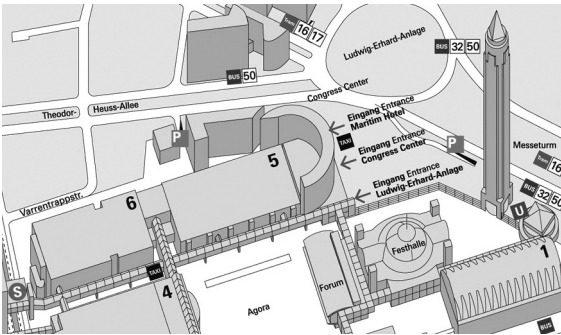 Tram 16
17
Ludwig-Erhard-Anlage
BUS 32 50
BUS 50
Congress Center
Theodor-
Heuss-Allee
Eingang Entrance
Maritim Hotel
P
TAXI
Eingang Entrance
Congress Center
P
Messeturm
5
Tram 16
Eingang Entrance
Ludwig-Erhard-Anlage
BUS 32 50
Varrentrappstr.
6
U
Festhalle
1
TAXI
S
4
Forum
Agora
BUS